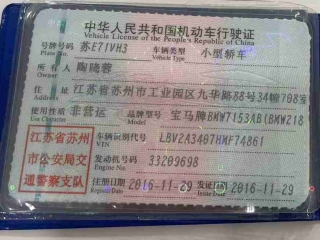 中华人民共和国机动车行驶证
Vehicle License of the People's Republic of China
号牌号码 苏E71VH3 车辆类型 小型轿车
Plate No. Vehicle Type
所有人 陶晓蓉
Owner
住址 江苏省苏州市工业园区九华路88号34幢708室
Address
使用性质 非营运 品牌型号 宝马牌BMW7153AB(BMW218
Use Character Model
江苏省苏州
市公安局交
通警察支队
车辆识别代号 LBV2A3407HMF74861
VIN
发动机号码 33209698
Engine No.
注册日期 2016-11-29 发证日期 2016-11-29
Register Date Issue Date